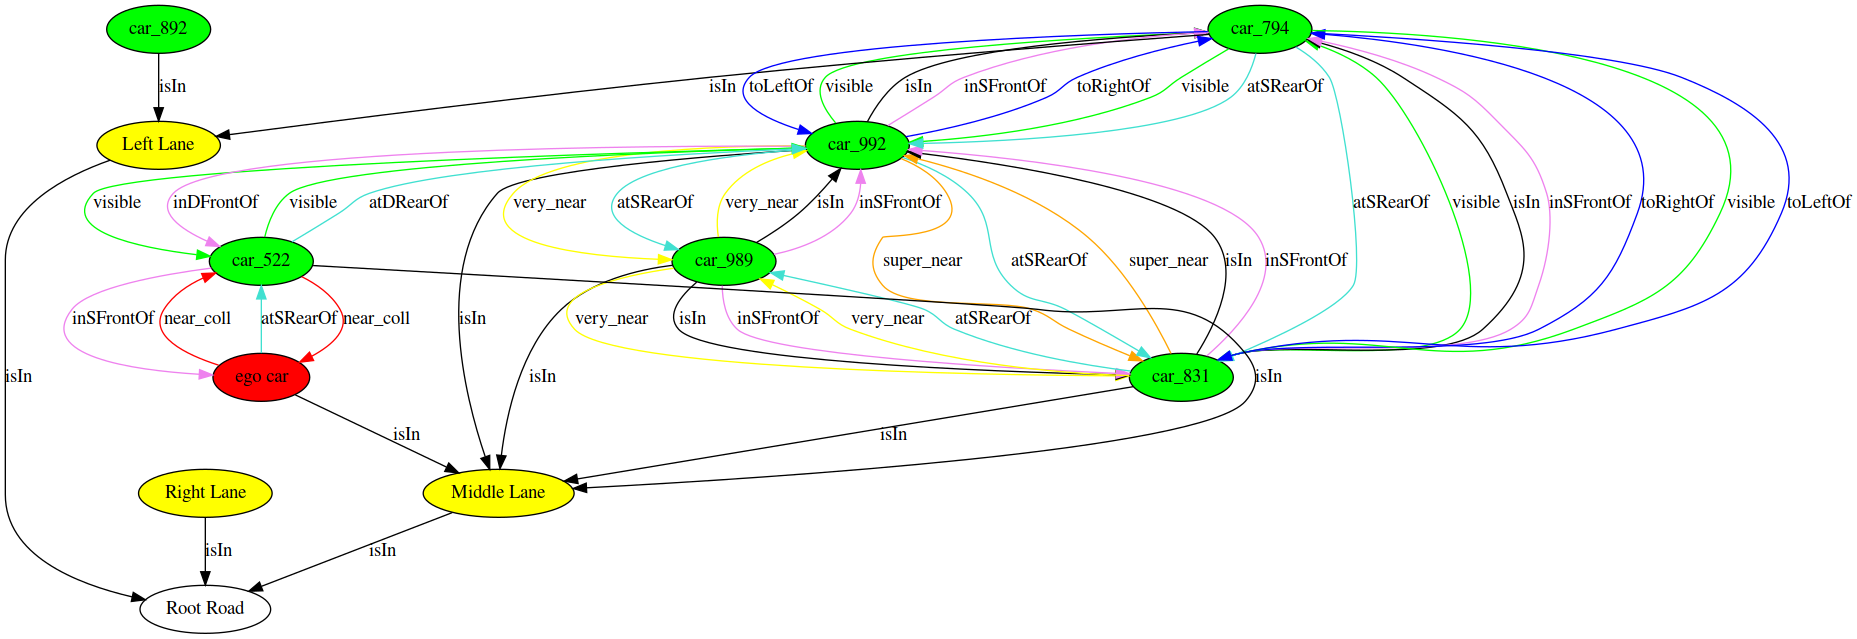 car_892
car_794
isIn
isIn
toLeftOf
visible
isIn
inSFrontOf
toRightOf
visible
atSRearOf
Left Lane
car_992
visible
inDFrontOf
visible
atDRearOf
very_near
atSRearOf
very_near
isIn
inSFrontOf
atSRearOf
visible
isIn
inSFrontOf
toRightOf
visible
toLeftOf
car_522
car_989
super_near
atSRearOf
super_near
isIn
inSFrontOf
inSFrontOf
near_coll
atSRearOf
near_coll
isIn
very_near
isIn
inSFrontOf
very_near
atSRearOf
isIn
ego car
isIn
car_831
isIn
isIn
isIn
Right Lane
Middle Lane
isIn
isIn
Root Road